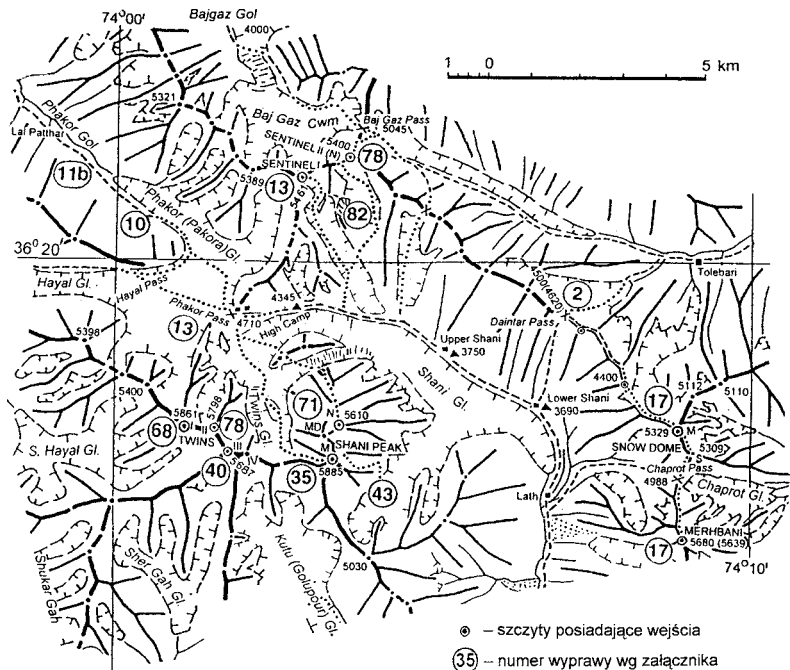 74°00'
Bajgaz Gol
4000
1 0 5 km
5321
Phakor Gol
Lal Patthar
Baj Gaz Cwm
Baj Gaz Pass
5045
5400
SENTINEL II (N)
78
SENTINEL I
5389
13
11b
82
10
Phakor (Pakora) Gl.
36°20'
Hayal Gl.
Hayal Pass
Tolebari
4500(4620)
2
4345
Phakor Pass
4710
High Camp
Daintar Pass
13
5398
Upper Shani
3750
Shani Gl.
5400
Twins Gl.
4400
5112
5110
17
Lower Shani
3690
71
N
5610
5861
5798
II
78
68
TWINS
III
MD
M
SHANI PEAK
5329
M
SNOW DOME
5309
S
S. Hayal Gl.
40
5687
IV
35
5885
43
Chaprot Pass
4988
Chaprot Gl.
Lath
MERHBANI
5680 (5639)
17
74°10'
Shukar Gah
Sher Gah Gl.
Kulu (Golupour) Gl.
5030
– szczyty posiadające wejścia
35 – numer wyprawy wg załącznika